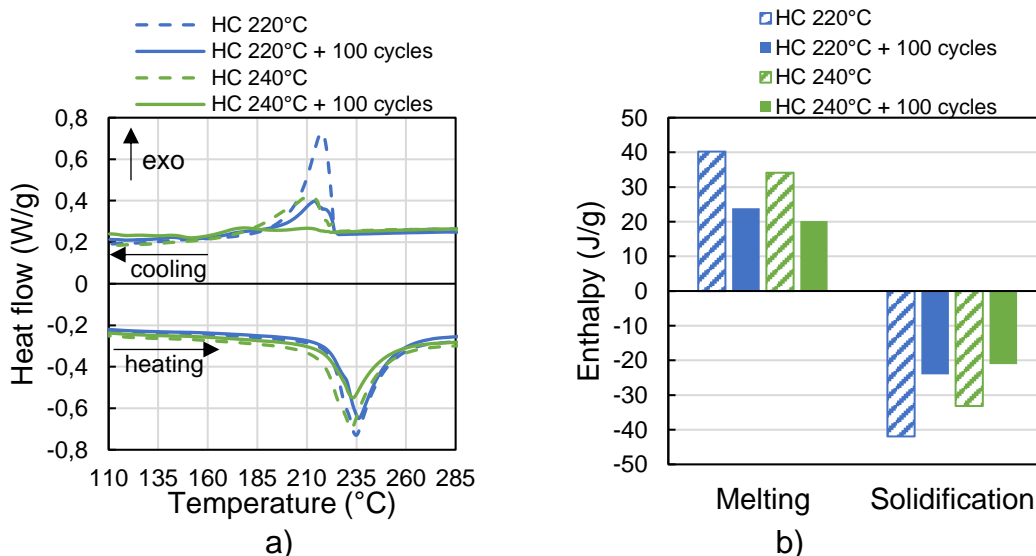 HC 220°C
HC 220°C + 100 cycles
HC 240°C
HC 240°C + 100 cycles
0,8
0,6
0,4
0,2
0
-0,2
-0,4
-0,6
-0,8
Heat flow (W/g)
exo
cooling
heating
110 135 160 185 210 235 260 285
Temperature (°C)
a)
HC 220°C
HC 220°C + 100 cycles
HC 240°C
HC 240°C + 100 cycles
50
40
30
20
10
0
-10
-20
-30
-40
-50
Enthalpy (J/g)
Melting Solidification
b)